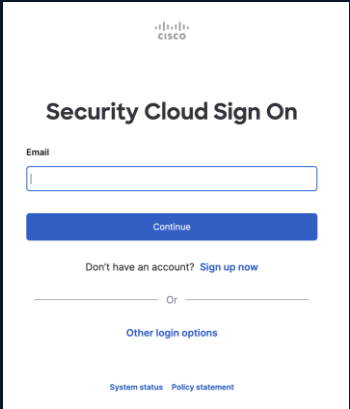 CISCO
Security Cloud Sign On
Email
Continue
Don't have an account? Sign up now
Or
Other login options
System status Policy statement